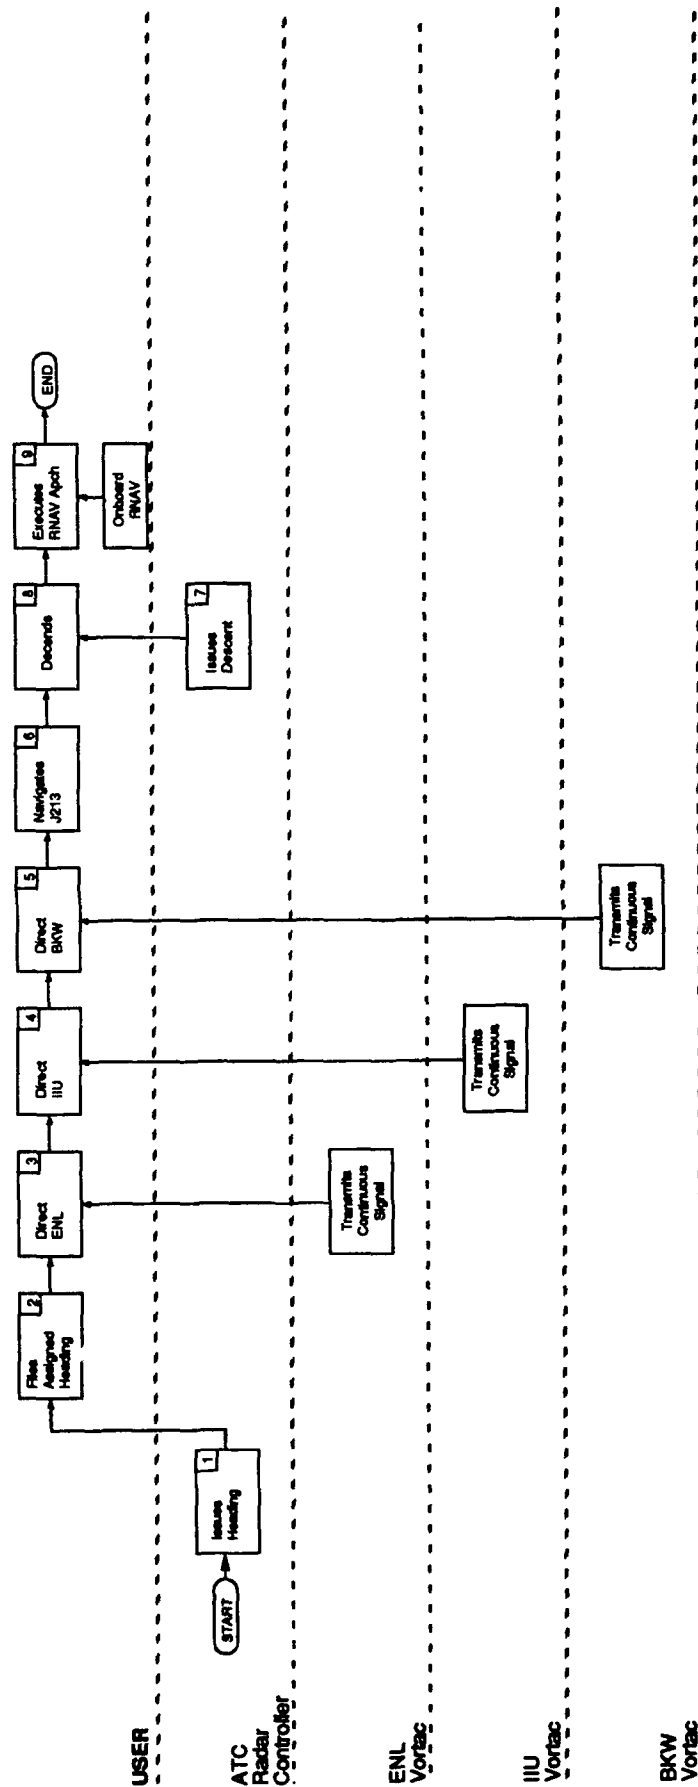 USER
Flies
Assigned
Heading
2
Direct
ENL
3
Direct
IIU
4
Direct
BKW
5
Navigates
J213
6
Decends
8
Executes
RNAV Apch
9
END
Onboard
RNAV
ATC
Radar
Controller
START
Issues
Heading
1
Issues
Descent
7
ENL
Vortac
Transmits
Continuous
Signal
IIU
Vortac
Transmits
Continuous
Signal
BKW
Vortac
Transmits
Continuous
Signal